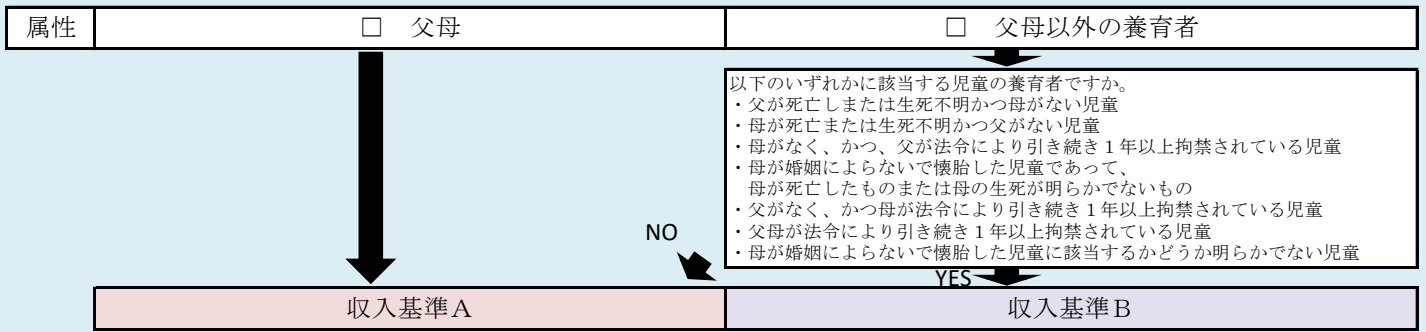 属性
□　父母
□　父母以外の養育者
以下のいずれかに該当する児童の養育者ですか。
・父が死亡しまたは生死不明かつ母がない児童
・母が死亡または生死不明かつ父がない児童
・母がなく、かつ、父が法令により引き続き１年以上拘禁されている児童
・母が婚姻によらないで懐胎した児童であって、
母が死亡したものまたは母の生死が明らかでないもの
・父がなく、かつ母が法令により引き続き１年以上拘禁されている児童
・父母が法令により引き続き１年以上拘禁されている児童
・母が婚姻によらないで懐胎した児童に該当するかどうか明らかでない児童
NO
YES
収入基準Ａ
収入基準Ｂ